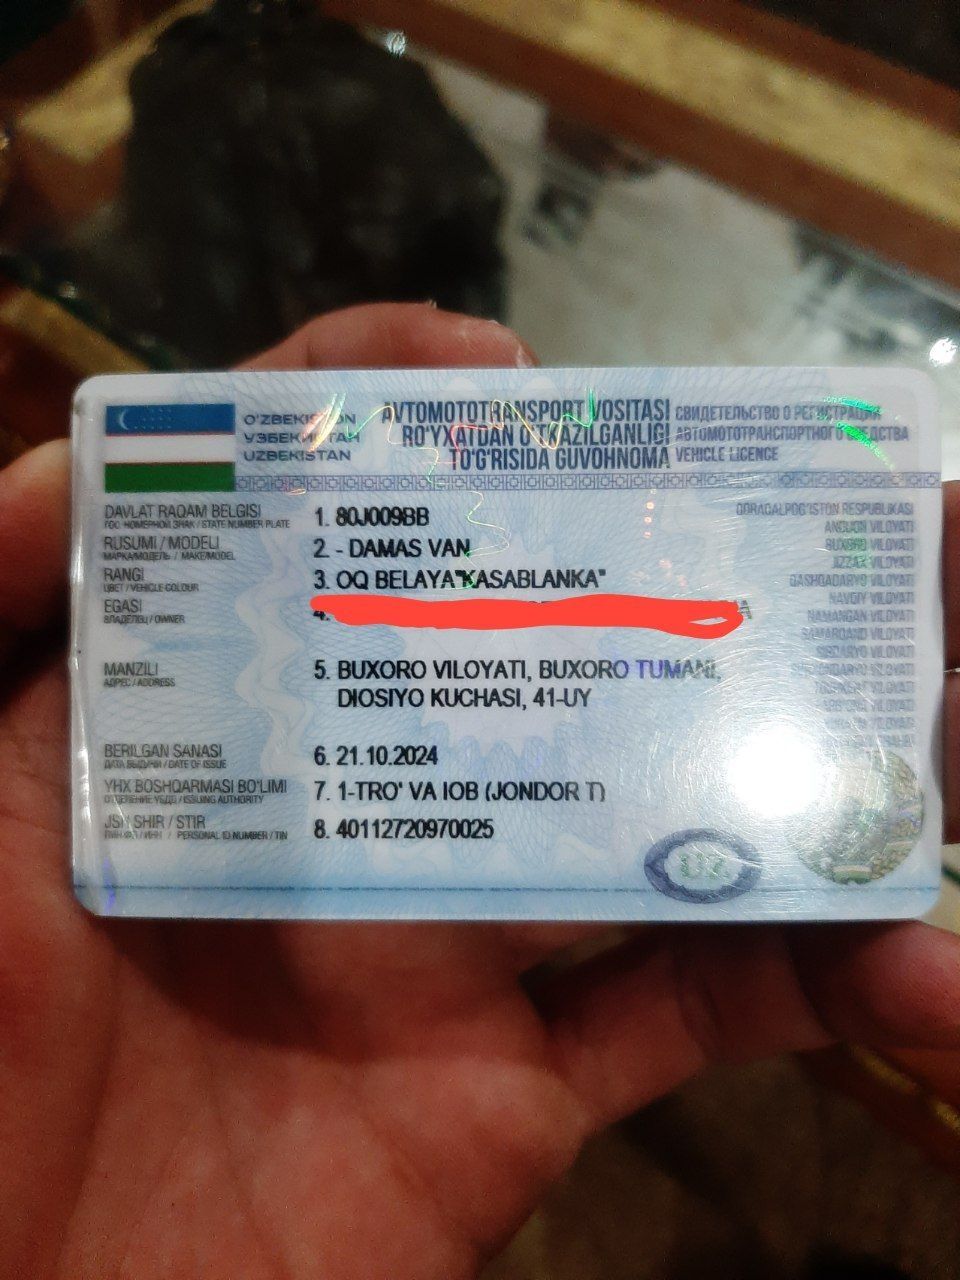 O'ZBEKISTON
УЗБЕКИСТАН
UZBEKISTAN
AVTOMOTOTRANSPORT VOSITASI
RO'YXATDAN O'TKAZILGANLIGI
TO'G'RISIDA GUVOHNOMA
СВИДЕТЕЛЬСТВО О РЕГИСТРАЦИИ
АВТОМОТОТРАНСПОРТНОГО СРЕДСТВА
VEHICLE LICENCE
DAVLAT RAQAM BELGISI
ГОС. НОМЕРНОЙ ЗНАК / STATE NUMBER PLATE
1. 80J009BB
RUSUMI / MODELI
МАРКА/МОДЕЛЬ / MAKE/MODEL
2. - DAMAS VAN
RANGI
ЦВЕТ / VEHICLE COLOUR
3. OQ BELAYA"KASABLANKA"
EGASI
ВЛАДЕЛЕЦ / OWNER
4.
MANZILI
АДРЕС / ADDRESS
5. BUXORO VILOYATI, BUXORO TUMANI,
DIOSIYO KUCHASI, 41-UY
BERILGAN SANASI
ДАТА ВЫДАЧИ / DATE OF ISSUE
6. 21.10.2024
YHX BOSHQARMASI BO'LIMI
ОТДЕЛЕНИЕ УБДД / ISSUING AUTHORITY
7. 1-TRO' VA IOB (JONDOR T)
JSH SHIR / STIR
/ PERSONAL ID NUMBER / TIN
8. 40112720970025
QORAQALPOG'ISTON RESPUBLIKASI
ANDIJON VILOYATI
BUXORO VILOYATI
JIZZAX VILOYATI
QASHQADARYO VILOYATI
NAVOIY VILOYATI
NAMANGAN VILOYATI
SAMARQAND VILOYATI
SIRDARYO VILOYATI
UZ